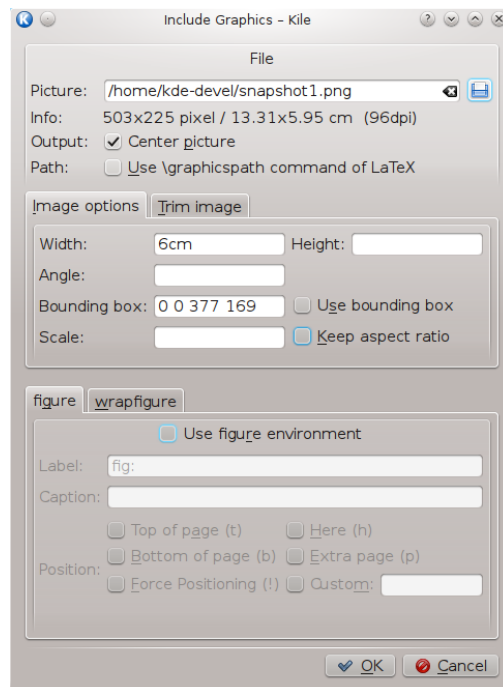 Include Graphics – Kile
File
Picture: /home/kde-devel/snapshot1.png
Info: 503x225 pixel / 13.31x5.95 cm (96dpi)
Output: Center picture
Path: Use \graphicspath command of LaTeX
Image options Trim image
Width: 6cm Height:
Angle:
Bounding box: 0 0 377 169 Use bounding box
Scale: Keep aspect ratio
figure wrapfigure
Use figure environment
Label: fig:
Caption:
Top of page (t) Here (h)
Bottom of page (b) Extra page (p)
Position:
Force Positioning (!) Custom:
OK Cancel